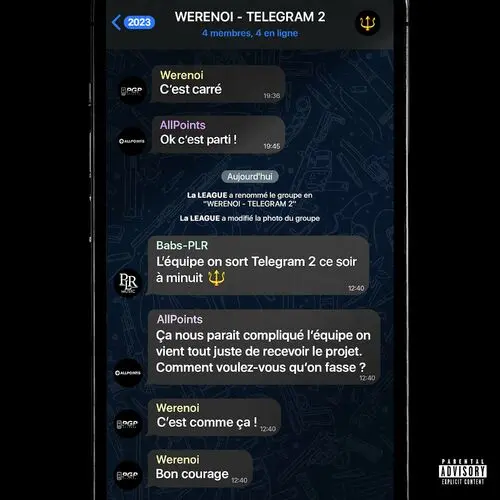 2023
WERENOI - TELEGRAM 2
4 membres, 4 en ligne
Werenoi
C'est carré
19:36
PGP
AllPoints
Ok c'est parti !
19:45
ALLPOINTS
Aujourd'hui
La LEAGUE a renommé le groupe en
"WERENOI - TELEGRAM 2"
La LEAGUE a modifié la photo du groupe
Babs-PLR
L'équipe on sort Telegram 2 ce soir
à minuit
12:40
PLR
AllPoints
Ça nous parait compliqué l'équipe on
vient tout juste de recevoir le projet.
Comment voulez-vous qu'on fasse ?
12:40
ALLPOINTS
Werenoi
C'est comme ça !
12:40
PGP
Werenoi
Bon courage
12:40
PGP
PARENTAL
ADVISORY
EXPLICIT CONTENT